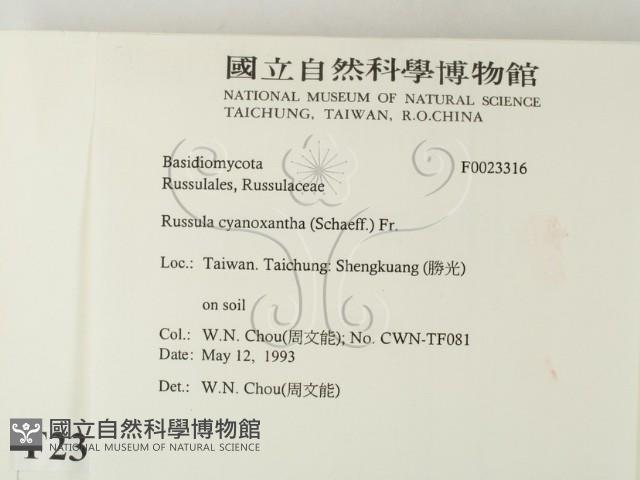 國立自然科學博物館
NATIONAL MUSEUM OF NATURAL SCIENCE
TAICHUNG, TAIWAN, R.O.CHINA
Basidiomycota F0023316
Russulales, Russulaceae
Russula cyanoxantha (Schaeff.) Fr.
Loc.: Taiwan. Taichung: Shengkuang (勝光)
on soil
Col.: W.N. Chou(周文能); No. CWN-TF081
Date: May 12, 1993
Det.: W.N. Chou(周文能)
國立自然科學博物館
NATIONAL MUSEUM OF NATURAL SCIENCE